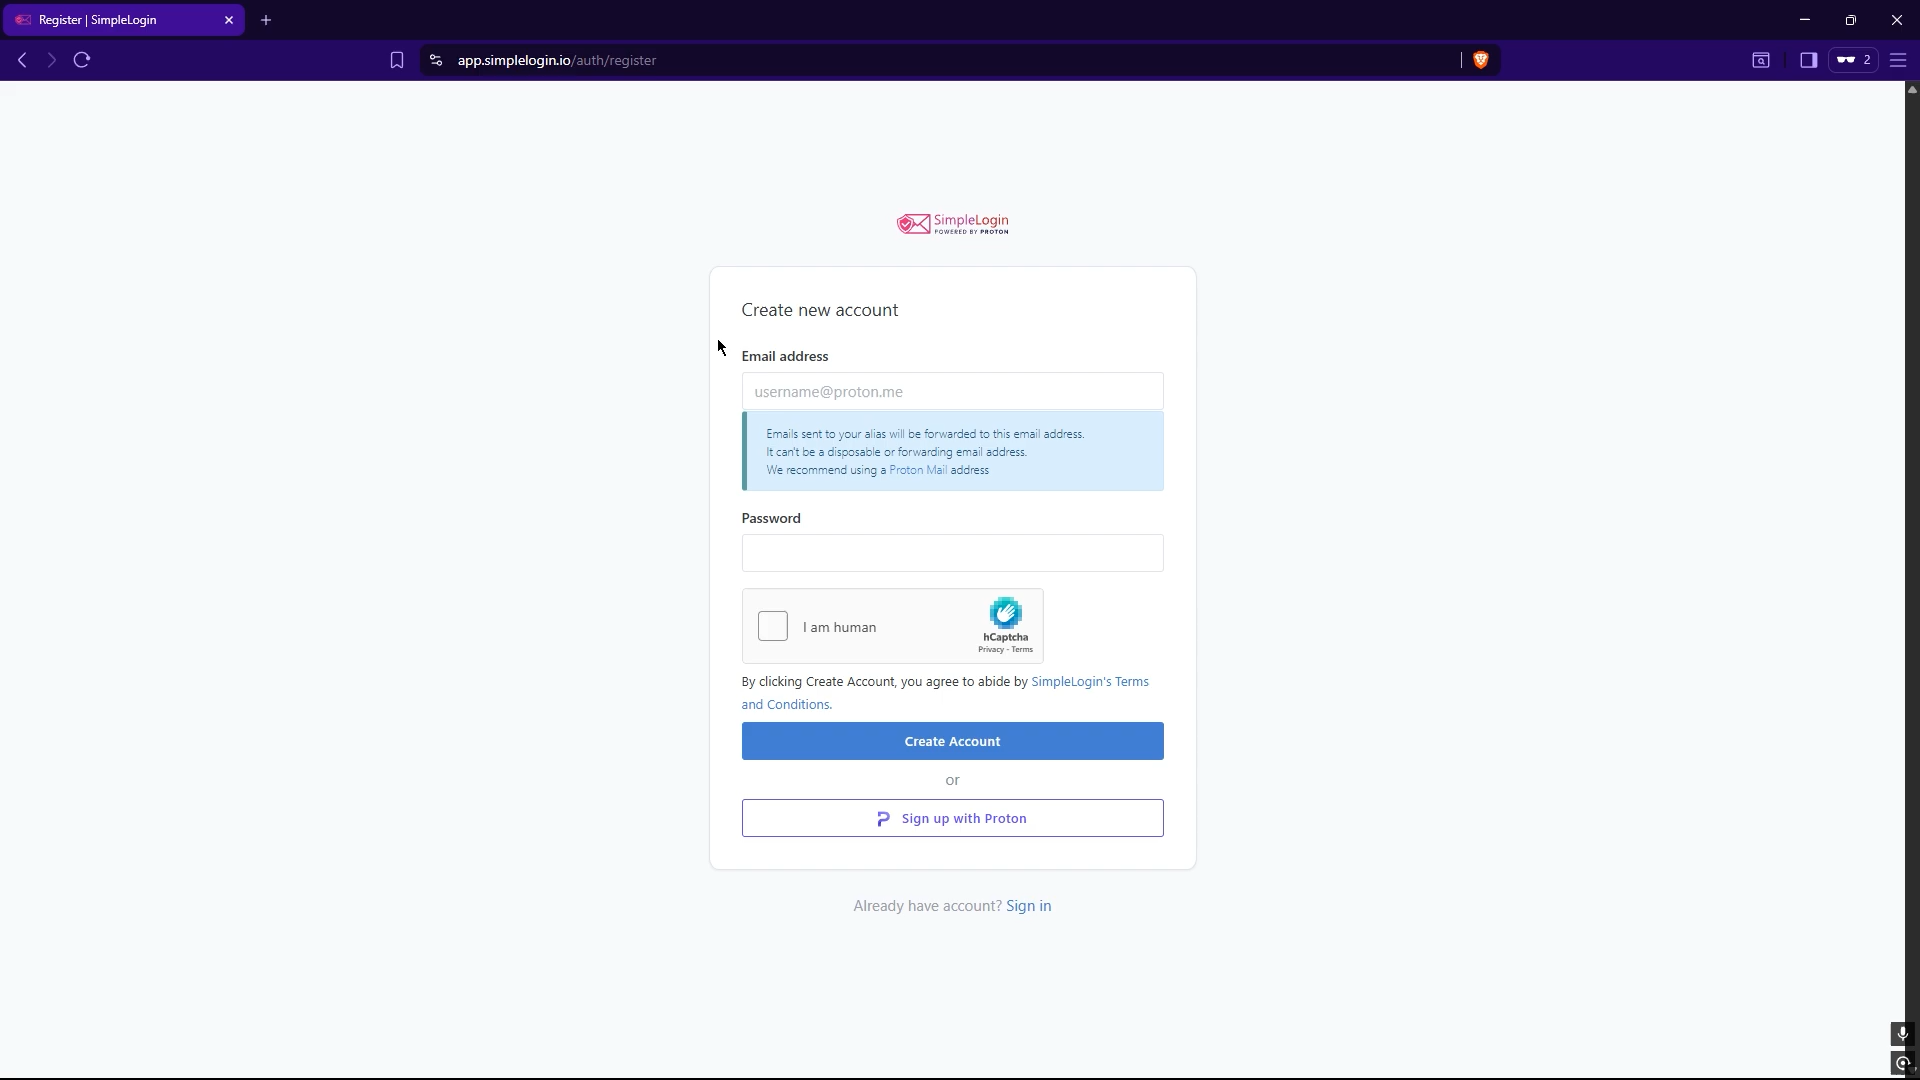 Register | SimpleLogin
app.simplelogin.io/auth/register
2
SimpleLogin
POWERED BY PROTON
Create new account
Email address
username@proton.me
Emails sent to your alias will be forwarded to this email address.
It can't be a disposable or forwarding email address.
We recommend using a Proton Mail address
Password
I am human
hCaptcha
Privacy - Terms
By clicking Create Account, you agree to abide by SimpleLogin's Terms
and Conditions.
Create Account
or
Sign up with Proton
Already have account? Sign in